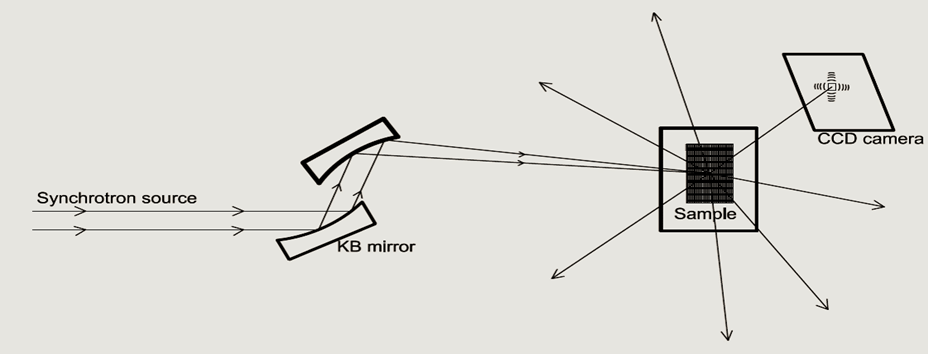 Synchrotron source
KB mirror
Sample
CCD camera